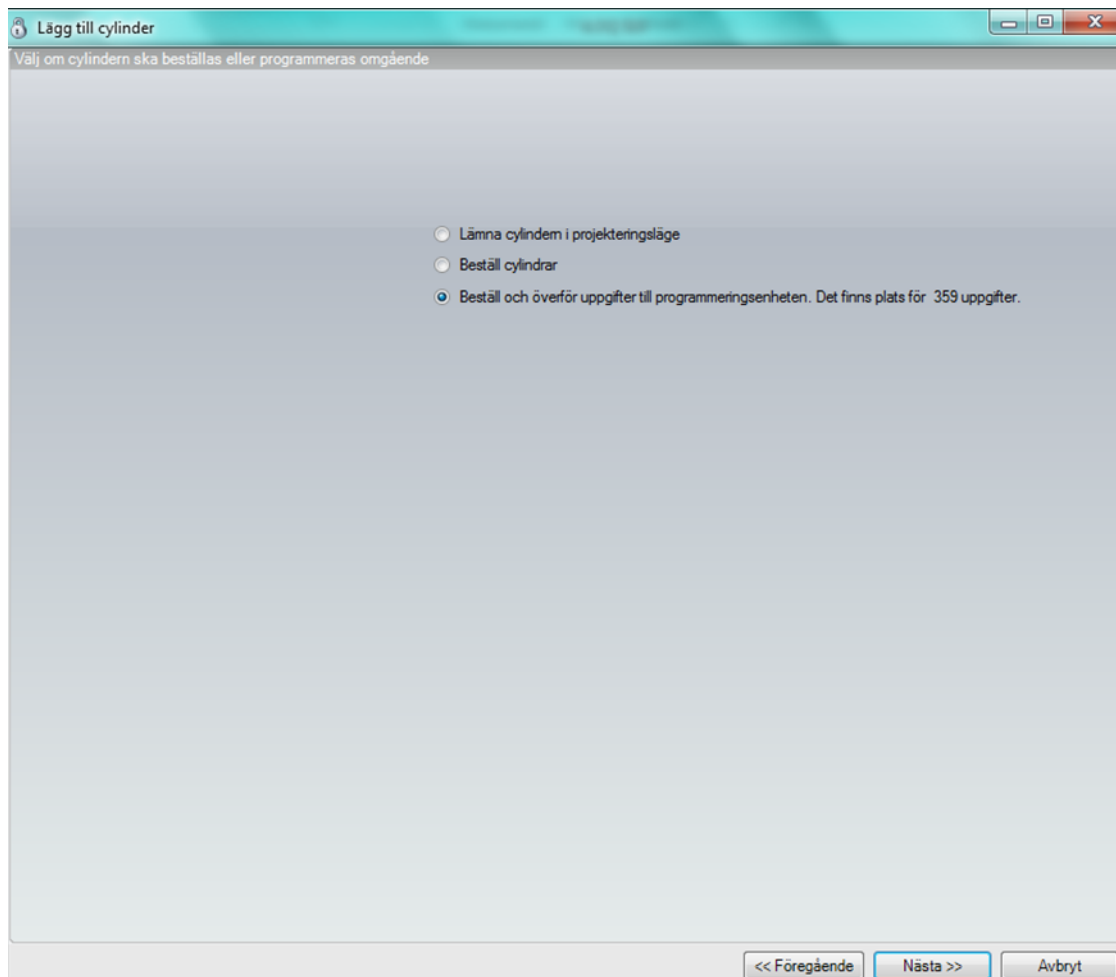 Lägg till cylinder
Välj om cylindern ska beställas eller programmeras omgående
Lämna cylindern i projekteringsläge
Beställ cylindrar
Beställ och överför uppgifter till programmeringsenheten. Det finns plats för 359 uppgifter.
<< Föregående
Nästa >>
Avbryt